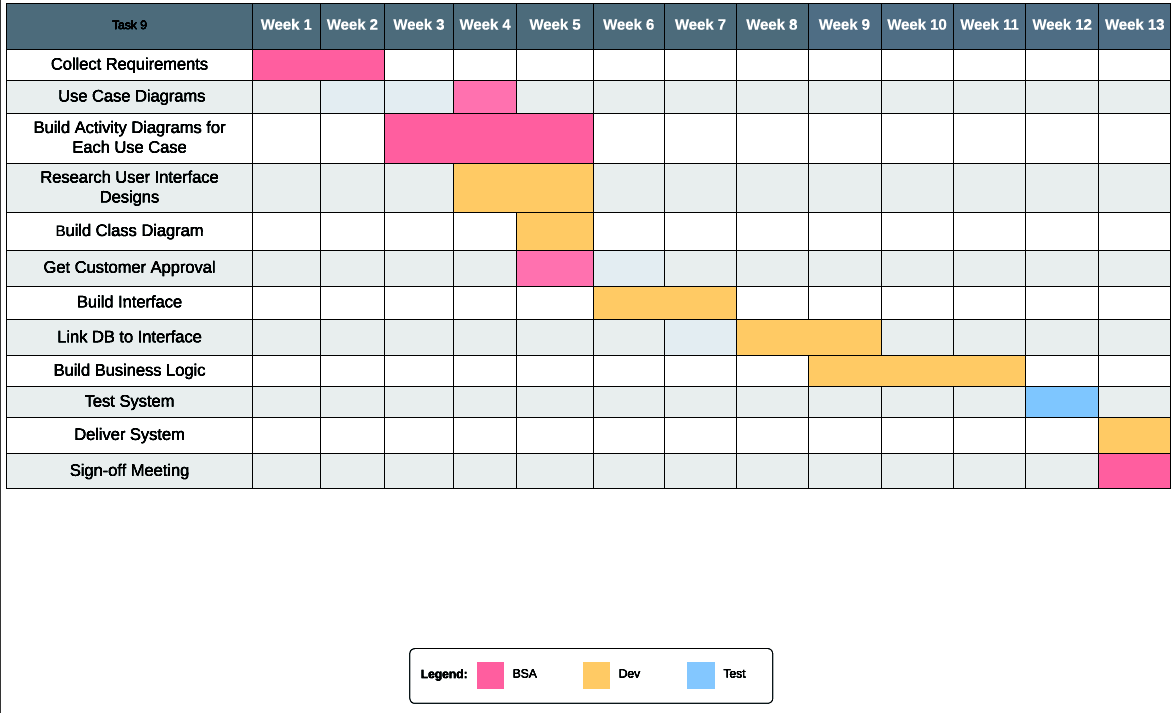 Task 9 Week 1 Week 2 Week 3 Week 4 Week 5 Week 6 Week 7 Week 8 Week 9 Week 10 Week 11 Week 12 Week 13
Collect Requirements
Use Case Diagrams
Build Activity Diagrams for
Each Use Case
Research User Interface
Designs
Build Class Diagram
Get Customer Approval
Build Interface
Link DB to Interface
Build Business Logic
Test System
Deliver System
Sign-off Meeting
Legend: BSA Dev Test